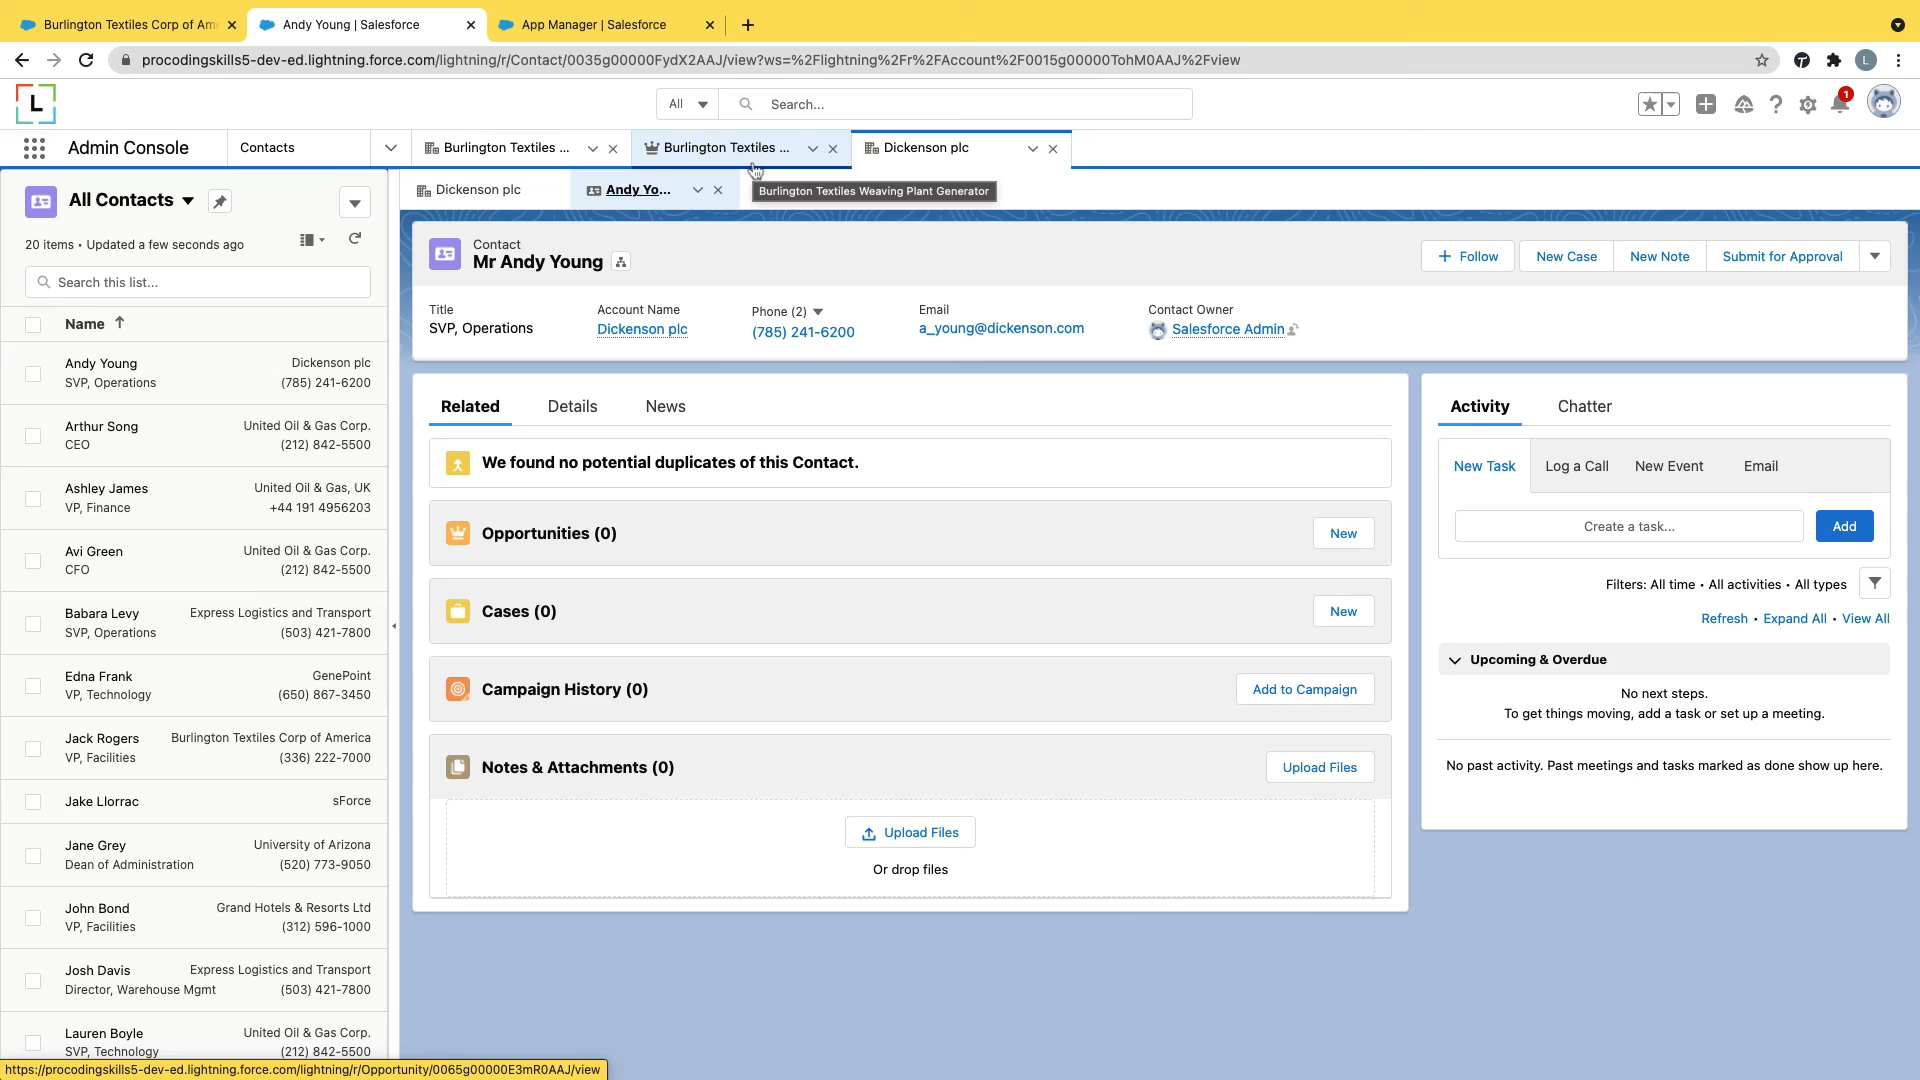 Burlington Textiles Corp of Am
Andy Young | Salesforce
App Manager | Salesforce
procodingskills5-dev-ed.lightning.force.com/lightning/r/Contact/0035g00000FydX2AAJ/view?ws=%2Flightning%2Fr%2FAccount%2F0015g00000TohM0AAJ%2Fview
L
L
All
Search...
1
Admin Console
Contacts
Burlington Textiles ...
Burlington Textiles ...
Dickenson plc
Dickenson plc
Andy Yo...
Burlington Textiles Weaving Plant Generator
All Contacts
20 items • Updated a few seconds ago
Search this list...
Name
Andy Young Dickenson plc
SVP, Operations (785) 241-6200
Arthur Song United Oil & Gas Corp.
CEO (212) 842-5500
Ashley James United Oil & Gas, UK
VP, Finance +44 191 4956203
Avi Green United Oil & Gas Corp.
CFO (212) 842-5500
Babara Levy Express Logistics and Transport
SVP, Operations (503) 421-7800
Edna Frank GenePoint
VP, Technology (650) 867-3450
Jack Rogers Burlington Textiles Corp of America
VP, Facilities (336) 222-7000
Jake Llorrac sForce
Jane Grey University of Arizona
Dean of Administration (520) 773-9050
John Bond Grand Hotels & Resorts Ltd
VP, Facilities (312) 596-1000
Josh Davis Express Logistics and Transport
Director, Warehouse Mgmt (503) 421-7800
Lauren Boyle United Oil & Gas Corp.
SVP, Technology (212) 842-5500
Contact
Mr Andy Young
Follow
New Case
New Note
Submit for Approval
Title
SVP, Operations
Account Name
Dickenson plc
Phone (2)
(785) 241-6200
Email
a_young@dickenson.com
Contact Owner
Salesforce Admin
Related
Details
News
We found no potential duplicates of this Contact.
Opportunities (0)
New
Cases (0)
New
Campaign History (0)
Add to Campaign
Notes & Attachments (0)
Upload Files
Upload Files
Or drop files
Activity
Chatter
New Task
Log a Call
New Event
Email
Create a task...
Add
Filters: All time • All activities • All types
Refresh • Expand All • View All
Upcoming & Overdue
No next steps.
To get things moving, add a task or set up a meeting.
No past activity. Past meetings and tasks marked as done show up here.
https://procodingskills5-dev-ed.lightning.force.com/lightning/r/Opportunity/0065g00000E3mR0AAJ/view